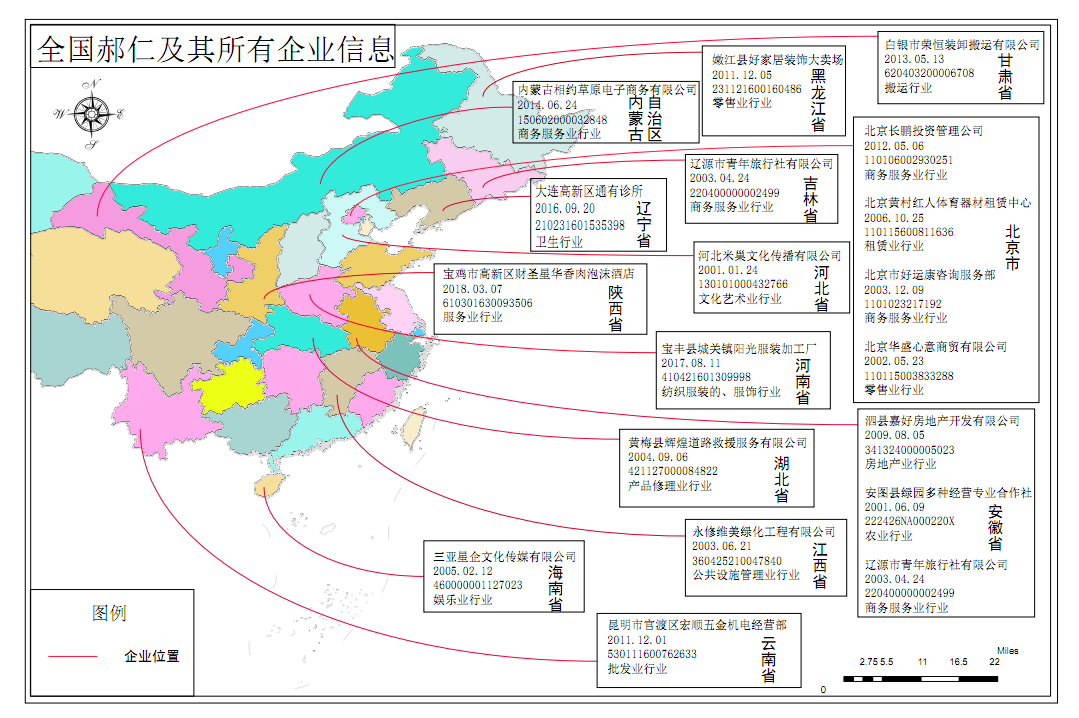 全国郝仁及其所有企业信息
N
W
E
S
白银市荣恒装卸搬运有限公司
2013.05.13
620403200006708
搬运行业
甘肃省
嫩江县好家居装饰大卖场
2011.12.05
231121600160486
零售业行业
黑龙江省
内蒙古相约草原电子商务有限公司
2014.06.24
150602000032848
商务服务业行业
内蒙古
自治区
北京长鹏投资管理公司
2012.05.06
110106002930251
商务服务业行业
北京黄村红人体育器材租赁中心
2006.10.25
110115600811636
租赁业行业
北京市好运康咨询服务部
2003.12.09
1101023217192
商务服务业行业
北京华盛心意商贸有限公司
2002.05.23
110115003833288
零售业行业
北京市
辽源市青年旅行社有限公司
2003.04.24
220400000002499
商务服务业行业
吉林省
大连高新区通有诊所
2016.09.20
210231601535398
卫生行业
辽宁省
河北米巢文化传播有限公司
2001.01.24
130101000432766
文化艺术业行业
河北省
宝鸡市高新区财圣星华香肉泡沫酒店
2018.03.07
610301630093506
服务业行业
陕西省
宝丰县城关镇阳光服装加工厂
2017.08.11
410421601309998
纺织服装的、服饰行业
河南省
泗县嘉好房地产开发有限公司
2009.08.05
341324000005023
房地产业行业
安图县绿园多种经营专业合作社
2001.06.09
222426NA000220X
农业行业
辽源市青年旅行社有限公司
2003.04.24
220400000002499
商务服务业行业
安徽省
黄梅县辉煌道路救援服务有限公司
2004.09.06
421127000084822
产品修理业行业
湖北省
永修维美绿化工程有限公司
2003.06.21
360425210047840
公共设施管理业行业
江西省
三亚星企文化传媒有限公司
2005.02.12
460000001127023
娱乐业行业
海南省
昆明市官渡区宏顺五金机电经营部
2011.12.01
530111600762633
批发业行业
云南省
图例
企业位置
Miles
0 2.75 5.5 11 16.5 22